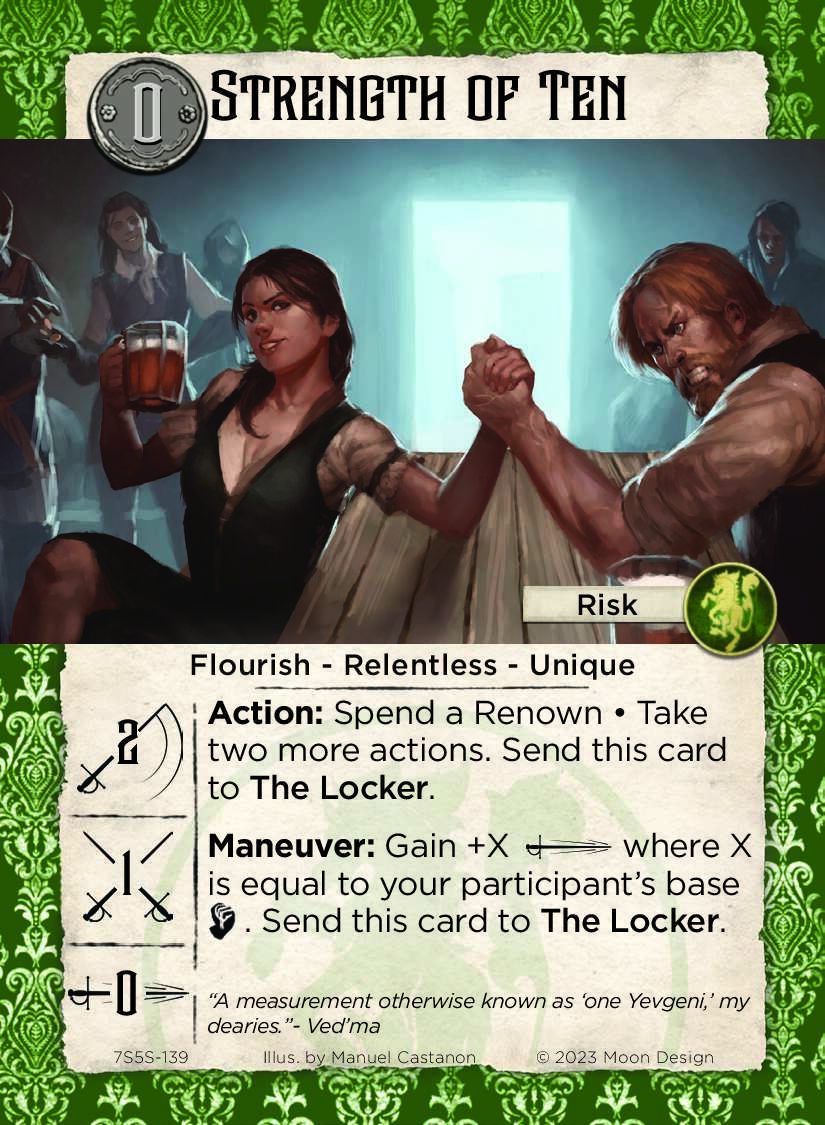 0 STRENGTH OF TEN
Risk
Flourish - Relentless - Unique
2
Action: Spend a Renown • Take
two more actions. Send this card
to The Locker.
1
Maneuver: Gain +X where X
is equal to your participant's base
. Send this card to The Locker.
0
“A measurement otherwise known as ‘one Yevgeni,’ my
dearies.”- Ved’ma
7S5S-139 Illus. by Manuel Castanon © 2023 Moon Design